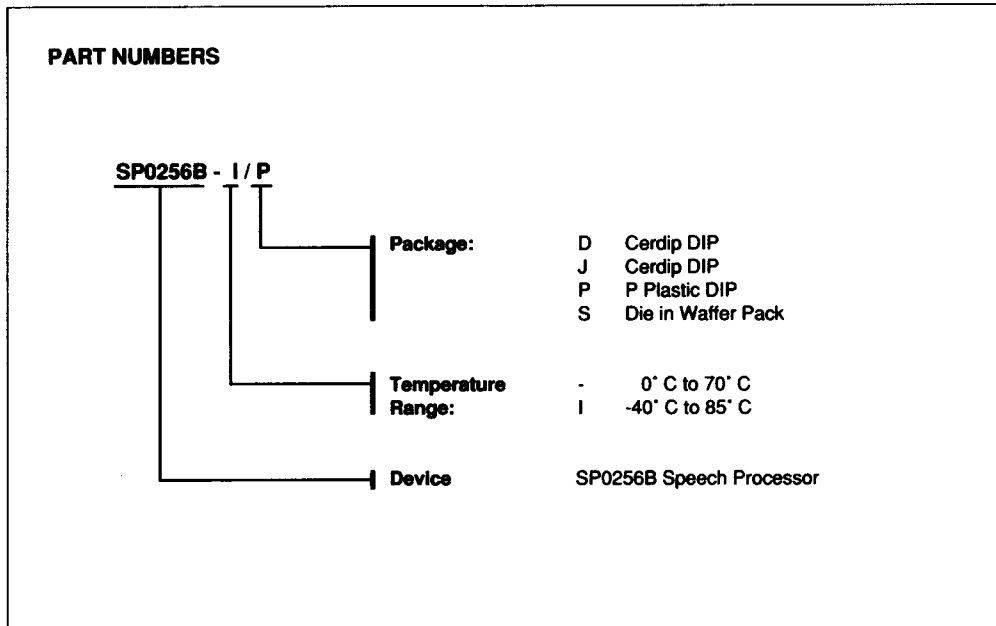 PART NUMBERS
SP0256B - I / P
Package: D Cerdip DIP
J Cerdip DIP
P P Plastic DIP
S Die in Waffer Pack
Temperature - 0° C to 70° C
Range: I -40° C to 85° C
Device SP0256B Speech Processor